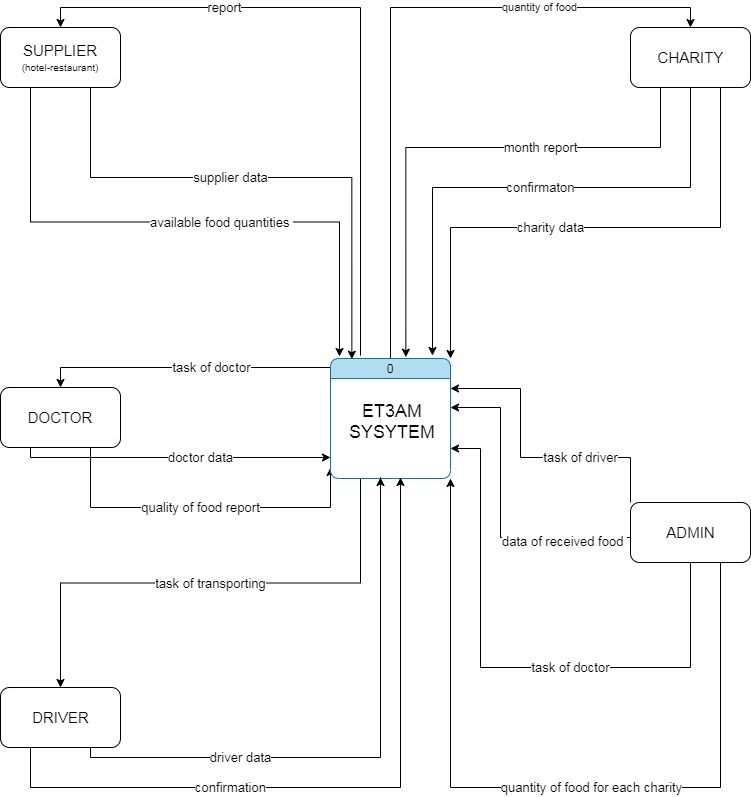 report
quantity of food
SUPPLIER
(hotel-restaurant)
CHARITY
month report
supplier data
confirmaton
available food quantities
charity data
task of doctor
0
DOCTOR
ET3AM
SYSYTEM
doctor data
task of driver
quality of food report
ADMIN
data of received food
task of transporting
task of doctor
DRIVER
driver data
confirmation
quantity of food for each charity